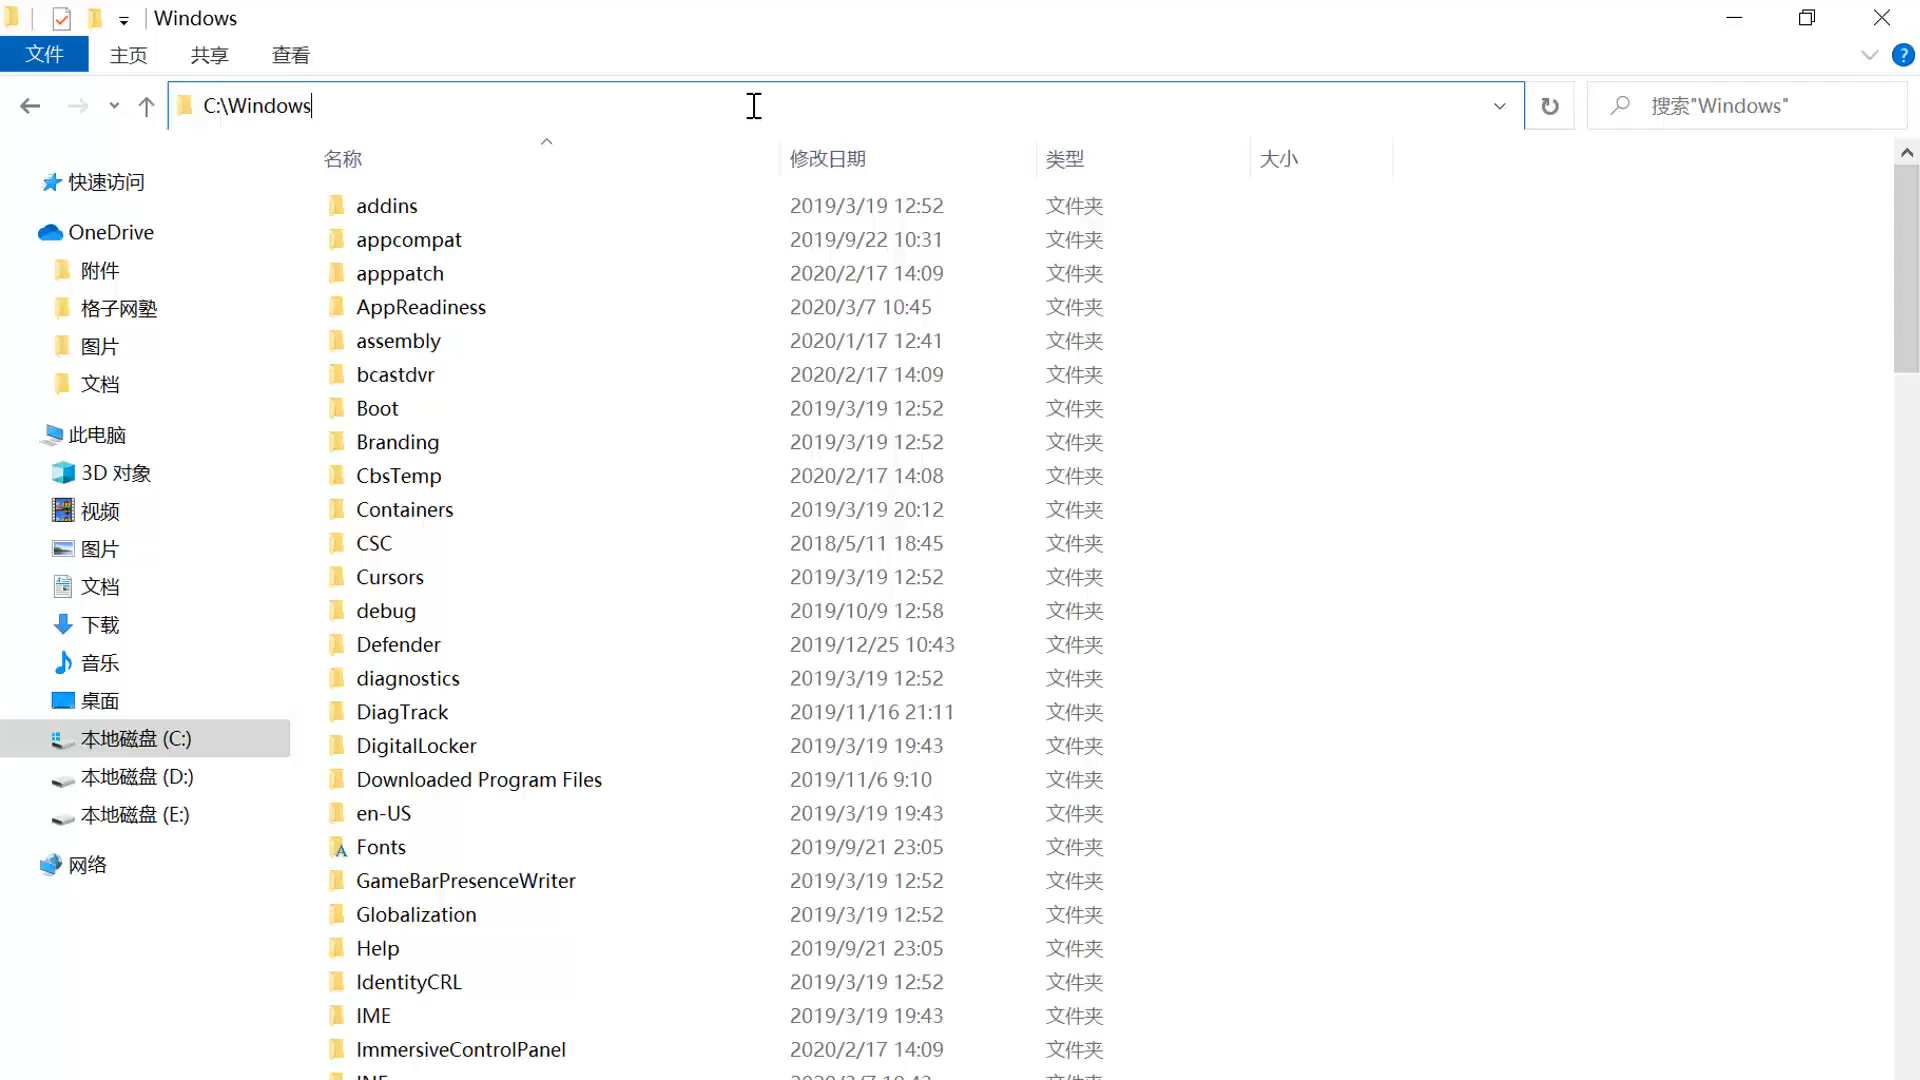 Windows
文件 主页 共享 查看
C:\Windows 搜索"Windows"
名称 修改日期 类型 大小
快速访问
OneDrive
附件
格子网塾
图片
文档
此电脑
3D 对象
视频
图片
文档
下载
音乐
桌面
本地磁盘 (C:)
本地磁盘 (D:)
本地磁盘 (E:)
网络
addins 2019/3/19 12:52 文件夹
appcompat 2019/9/22 10:31 文件夹
apppatch 2020/2/17 14:09 文件夹
AppReadiness 2020/3/7 10:45 文件夹
assembly 2020/1/17 12:41 文件夹
bcastdvr 2020/2/17 14:09 文件夹
Boot 2019/3/19 12:52 文件夹
Branding 2019/3/19 12:52 文件夹
CbsTemp 2020/2/17 14:08 文件夹
Containers 2019/3/19 20:12 文件夹
CSC 2018/5/11 18:45 文件夹
Cursors 2019/3/19 12:52 文件夹
debug 2019/10/9 12:58 文件夹
Defender 2019/12/25 10:43 文件夹
diagnostics 2019/3/19 12:52 文件夹
DiagTrack 2019/11/16 21:11 文件夹
DigitalLocker 2019/3/19 19:43 文件夹
Downloaded Program Files 2019/11/6 9:10 文件夹
en-US 2019/3/19 19:43 文件夹
Fonts 2019/9/21 23:05 文件夹
GameBarPresenceWriter 2019/3/19 12:52 文件夹
Globalization 2019/3/19 12:52 文件夹
Help 2019/9/21 23:05 文件夹
IdentityCRL 2019/3/19 12:52 文件夹
IME 2019/3/19 19:43 文件夹
ImmersiveControlPanel 2020/2/17 14:09 文件夹